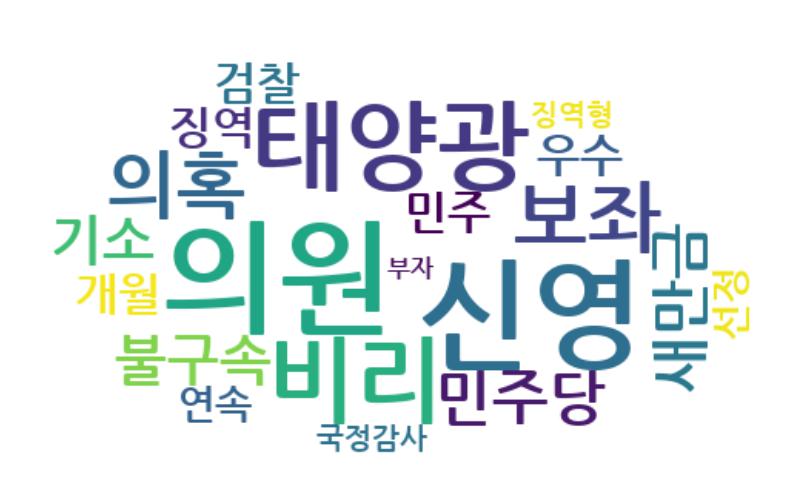 검찰
징역
태양광
징역형
의혹
우수
민주
보좌
기소
의원
부자
신영
새만금
선정
개월
불구속
비리
민주당
연속
국정감사